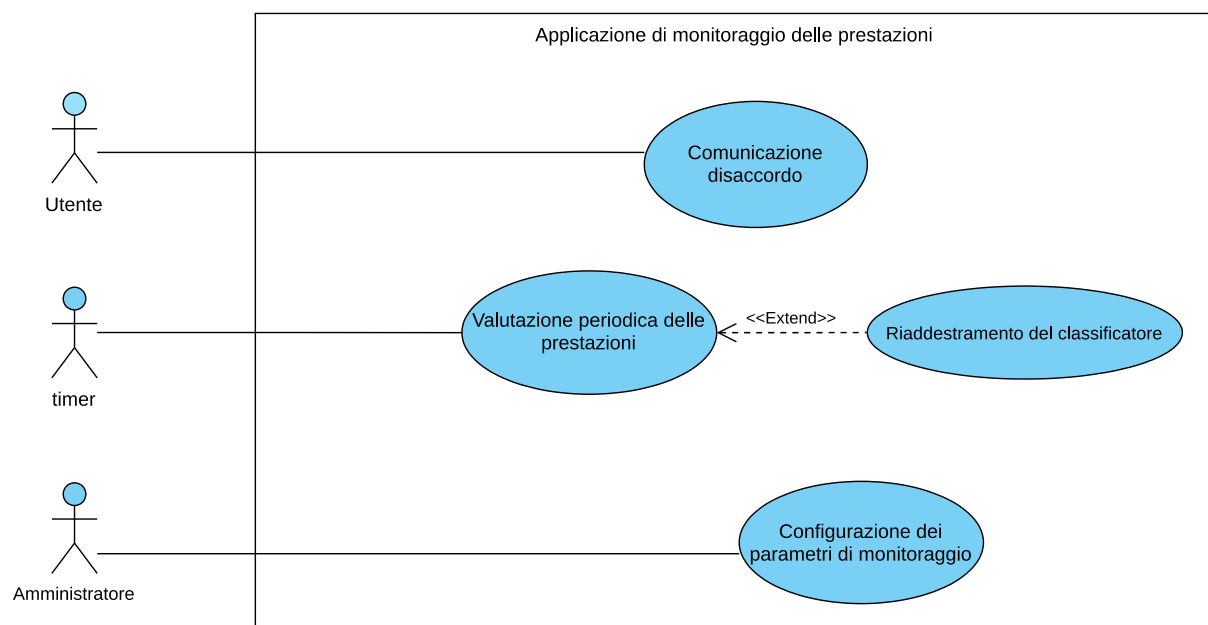 Applicazione di monitoraggio delle prestazioni
Comunicazione
disaccordo
Utente
Valutazione periodica delle
prestazioni
<<Extend>>
Riaddestramento del classificatore
timer
Configurazione dei
parametri di monitoraggio
Amministratore